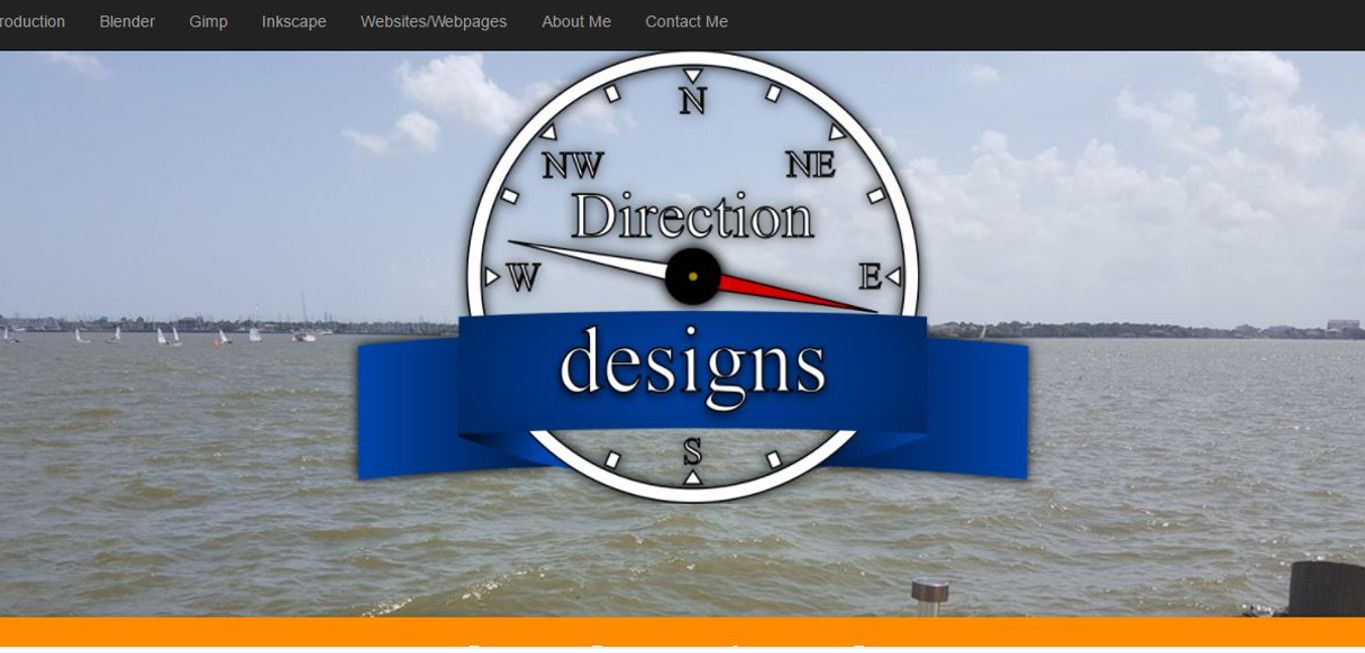 roduction Blender Gimp Inkscape Websites/Webpages About Me Contact Me
N
NW NE
Direction
W E
designs
S